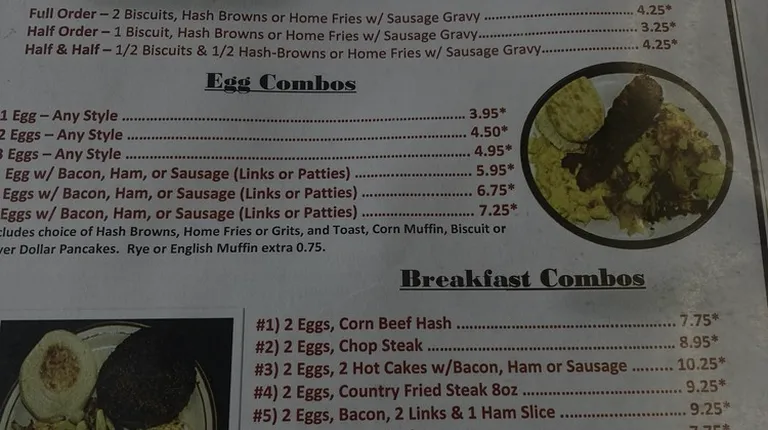 Full Order – 2 Biscuits, Hash Browns or Home Fries w/ Sausage Gravy ........ 4.25*
Half Order – 1 Biscuit, Hash Browns or Home Fries w/ Sausage Gravy ........ 3.25*
Half & Half – 1/2 Biscuits & 1/2 Hash-Browns or Home Fries w/ Sausage Gravy ........ 4.25*
Egg Combos
1 Egg – Any Style ........ 3.95*
2 Eggs – Any Style ........ 4.50*
3 Eggs – Any Style ........ 4.95*
Egg w/ Bacon, Ham, or Sausage (Links or Patties) ........ 5.95*
Eggs w/ Bacon, Ham, or Sausage (Links or Patties) ........ 6.75*
Eggs w/ Bacon, Ham, or Sausage (Links or Patties) ........ 7.25*
cludes choice of Hash Browns, Home Fries or Grits, and Toast, Corn Muffin, Biscuit or
ver Dollar Pancakes. Rye or English Muffin extra 0.75.
Breakfast Combos
#1) 2 Eggs, Corn Beef Hash ........ 7.75*
#2) 2 Eggs, Chop Steak ........ 8.95*
#3) 2 Eggs, 2 Hot Cakes w/Bacon, Ham or Sausage ........ 10.25*
#4) 2 Eggs, Country Fried Steak 8oz ........ 9.25*
#5) 2 Eggs, Bacon, 2 Links & 1 Ham Slice ........ 9.25*